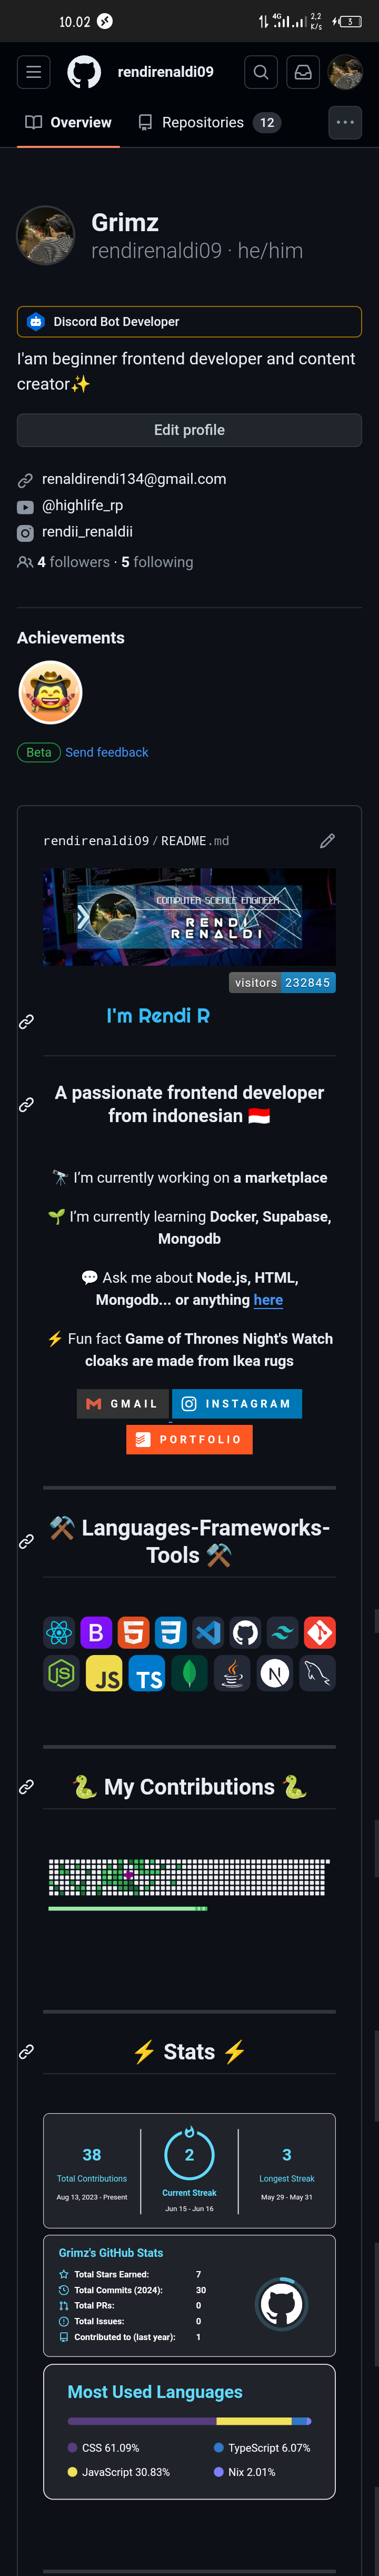 10.02
4G
2,2
K/s
3
rendirenaldi09
Overview
Repositories 12
Grimz
rendirenaldi09 · he/him
Discord Bot Developer
I'am beginner frontend developer and content
creator✨
Edit profile
renaldirendi134@gmail.com
@highlife_rp
rendii_renaldii
4 followers · 5 following
Achievements
Beta Send feedback
rendirenaldi09 / README.md
COMPUTER SCIENCE ENGINEER
RENDI
RENALDI
visitors 232845
I'm Rendi R
A passionate frontend developer
from indonesian 🇮🇩
🔭 I'm currently working on a marketplace
🌱 I'm currently learning Docker, Supabase,
Mongodb
💬 Ask me about Node.js, HTML,
Mongodb... or anything here
⚡ Fun fact Game of Thrones Night's Watch
cloaks are made from Ikea rugs
GMAIL
INSTAGRAM
PORTFOLIO
⚒️ Languages-Frameworks-
Tools ⚒️
B
JS
TS
N
🐍 My Contributions 🐍
⚡ Stats ⚡
38
Total Contributions
Aug 13, 2023 - Present
2
Current Streak
Jun 15 - Jun 16
3
Longest Streak
May 29 - May 31
Grimz's GitHub Stats
Total Stars Earned: 7
Total Commits (2024): 30
Total PRs: 0
Total Issues: 0
Contributed to (last year): 1
Most Used Languages
CSS 61.09%
TypeScript 6.07%
JavaScript 30.83%
Nix 2.01%